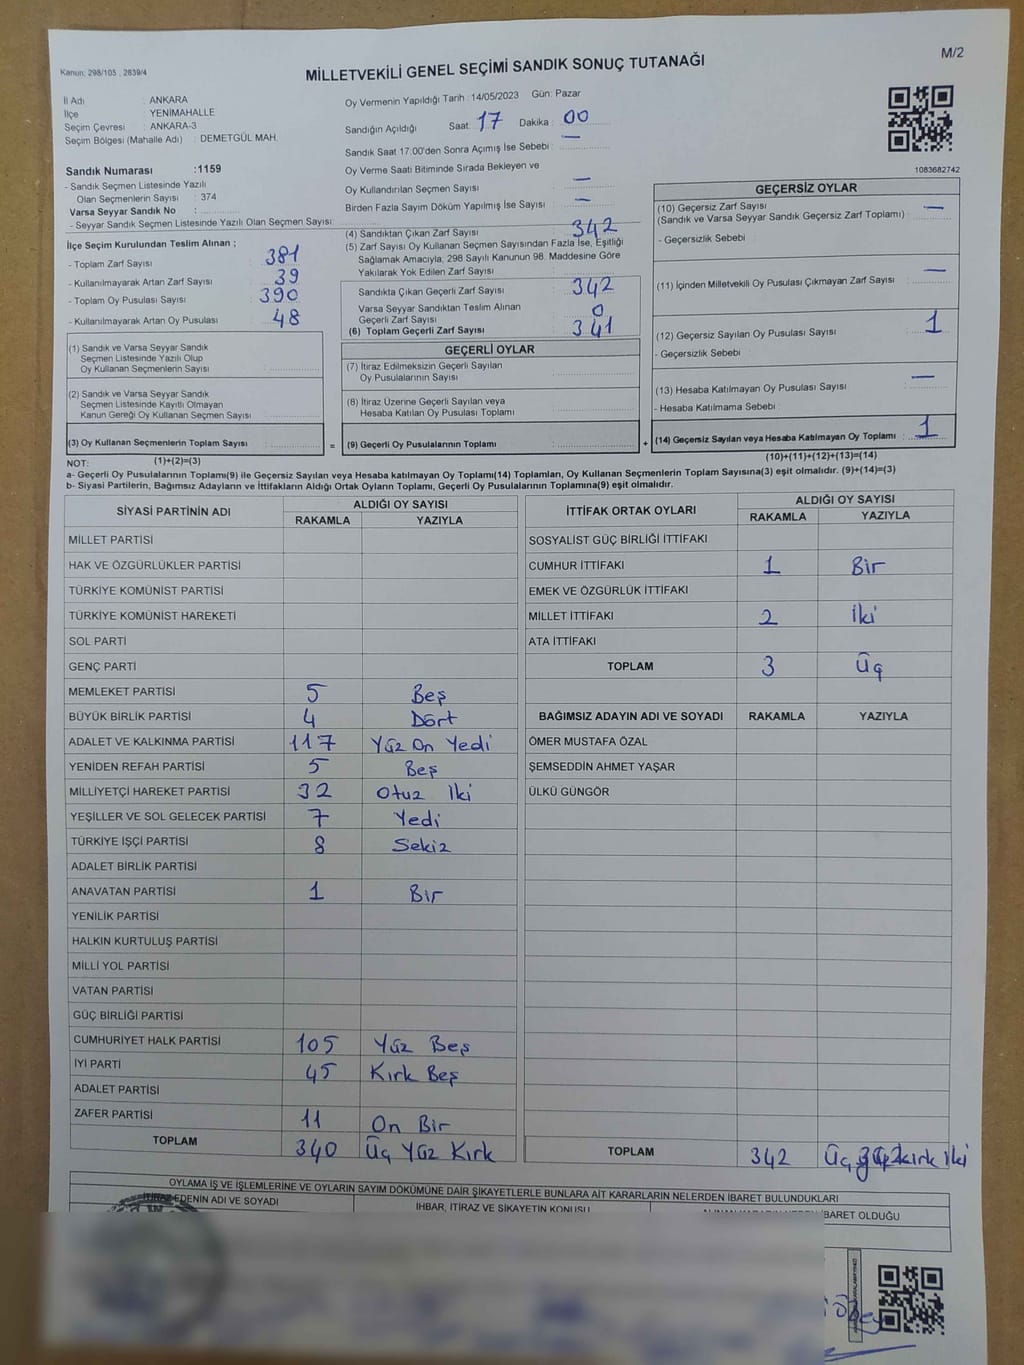 Kanun: 298/105 , 2839/4
M/2
MİLLETVEKİLİ GENEL SEÇİMİ SANDIK SONUÇ TUTANAĞI
İl Adı : ANKARA
İlçe : YENİMAHALLE
Seçim Çevresi : ANKARA-3
Seçim Bölgesi (Mahalle Adı) : DEMETGÜL MAH.
Sandık Numarası :1159
- Sandık Seçmen Listesinde Yazılı
Olan Seçmenlerin Sayısı : 374
Varsa Seyyar Sandık No :
- Seyyar Sandık Seçmen Listesinde Yazılı Olan Seçmen Sayısı:
İlçe Seçim Kurulundan Teslim Alınan ;
- Toplam Zarf Sayısı 381
- Kullanılmayarak Artan Zarf Sayısı 39
- Toplam Oy Pusulası Sayısı 390
- Kullanılmayarak Artan Oy Pusulası 48
(1) Sandık ve Varsa Seyyar Sandık
Seçmen Listesinde Yazılı Olup
Oy Kullanan Seçmenlerin Sayısı
(2) Sandık ve Varsa Seyyar Sandık
Seçmen Listesinde Kayıtlı Olmayan
Kanun Gereği Oy Kullanan Seçmen Sayısı
(3) Oy Kullanan Seçmenlerin Toplam Sayısı
Oy Vermenin Yapıldığı Tarih : 14/05/2023 Gün: Pazar
Sandığın Açıldığı Saat: 17 Dakika : 00
Sandık Saat 17:00'den Sonra Açımış İse Sebebi : —
Oy Verme Saati Bitiminde Sırada Bekleyen ve
Oy Kullandırılan Seçmen Sayısı —
Birden Fazla Sayım Döküm Yapılmış İse Sayısı : —
(4) Sandıktan Çıkan Zarf Sayısı 342
(5) Zarf Sayısı Oy Kullanan Seçmen Sayısından Fazla İse, Eşitliği
Sağlamak Amacıyla; 298 Sayılı Kanunun 98. Maddesine Göre
Yakılarak Yok Edilen Zarf Sayısı
Sandıkta Çıkan Geçerli Zarf Sayısı 342
Varsa Seyyar Sandıktan Teslim Alınan
Geçerli Zarf Sayısı 0
(6) Toplam Geçerli Zarf Sayısı 341
GEÇERLİ OYLAR
(7) İtiraz Edilmeksizin Geçerli Sayılan
Oy Pusulalarının Sayısı
(8) İtiraz Üzerine Geçerli Sayılan veya
Hesaba Katılan Oy Pusulası Toplamı
= (9) Geçerli Oy Pusulalarının Toplamı
1083682742
GEÇERSİZ OYLAR
(10) Geçersiz Zarf Sayısı —
(Sandık ve Varsa Seyyar Sandık Geçersiz Zarf Toplamı)
- Geçersizlik Sebebi
(11) İçinden Milletvekili Oy Pusulası Çıkmayan Zarf Sayısı —
(12) Geçersiz Sayılan Oy Pusulası Sayısı 1
- Geçersizlik Sebebi
(13) Hesaba Katılmayan Oy Pusulası Sayısı —
- Hesaba Katılmama Sebebi
+ (14) Geçersiz Sayılan veya Hesaba Katılmayan Oy Toplamı : 1
NOT: (1)+(2)=(3) (10)+(11)+(12)+(13)=(14)
a- Geçerli Oy Pusulalarının Toplamı(9) ile Geçersiz Sayılan veya Hesaba katılmayan Oy Toplamı(14) Toplamları, Oy Kullanan Seçmenlerin Toplam Sayısına(3) eşit olmalıdır. (9)+(14)=(3)
b- Siyasi Partilerin, Bağımsız Adayların ve İttifakların Aldığı Ortak Oyların Toplamı, Geçerli Oy Pusulalarının Toplamına(9) eşit olmalıdır.
SİYASİ PARTİNİN ADI ALDIĞI OY SAYISI
RAKAMLA YAZIYLA
MİLLET PARTİSİ
HAK VE ÖZGÜRLÜKLER PARTİSİ
TÜRKİYE KOMÜNİST PARTİSİ
TÜRKİYE KOMÜNİST HAREKETİ
SOL PARTİ
GENÇ PARTİ
MEMLEKET PARTİSİ 5 Beş
BÜYÜK BİRLİK PARTİSİ 4 Dört
ADALET VE KALKINMA PARTİSİ 117 Yüz On Yedi
YENİDEN REFAH PARTİSİ 5 Beş
MİLLİYETÇİ HAREKET PARTİSİ 32 Otuz İki
YEŞİLLER VE SOL GELECEK PARTİSİ 7 Yedi
TÜRKİYE İŞÇİ PARTİSİ 8 Sekiz
ADALET BİRLİK PARTİSİ
ANAVATAN PARTİSİ 1 Bir
YENİLİK PARTİSİ
HALKIN KURTULUŞ PARTİSİ
MİLLİ YOL PARTİSİ
VATAN PARTİSİ
GÜÇ BİRLİĞİ PARTİSİ
CUMHURİYET HALK PARTİSİ 105 Yüz Beş
İYİ PARTİ 45 Kırk Beş
ADALET PARTİSİ
ZAFER PARTİSİ 11 On Bir
TOPLAM 340 Üç Yüz Kırk
İTTİFAK ORTAK OYLARI ALDIĞI OY SAYISI
RAKAMLA YAZIYLA
SOSYALİST GÜÇ BİRLİĞİ İTTİFAKI
CUMHUR İTTİFAKI 1 Bir
EMEK VE ÖZGÜRLÜK İTTİFAKI
MİLLET İTTİFAKI 2 İki
ATA İTTİFAKI
TOPLAM 3 Üç
BAĞIMSIZ ADAYIN ADI VE SOYADI RAKAMLA YAZIYLA
ÖMER MUSTAFA ÖZAL
ŞEMSEDDİN AHMET YAŞAR
ÜLKÜ GÜNGÖR
TOPLAM 342 Üç kırk İki
OYLAMA İŞ VE İŞLEMLERİNE VE OYLARIN SAYIM DÖKÜMÜNE DAİR ŞİKAYETLERLE BUNLARA AİT KARARLARIN NELERDEN İBARET BULUNDUKLARI
İTİRAZ EDENİN ADI VE SOYADI
İHBAR, İTİRAZ VE ŞİKAYETİN KONUSU
İBARET OLDUĞU